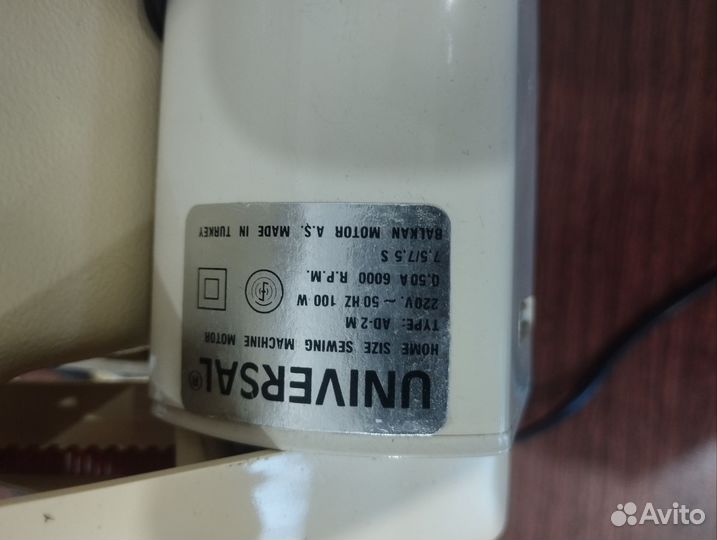 UNIVERSAL®
HOME SIZE SEWING MACHINE MOTOR
TYPE: AD-2 M
220V. ~ 50 HZ 100 W
0.50 A 6000 R.P.M.
7.5/7.5 S
BALKAN MOTOR A.Ş. MADE IN TURKEY
Avito